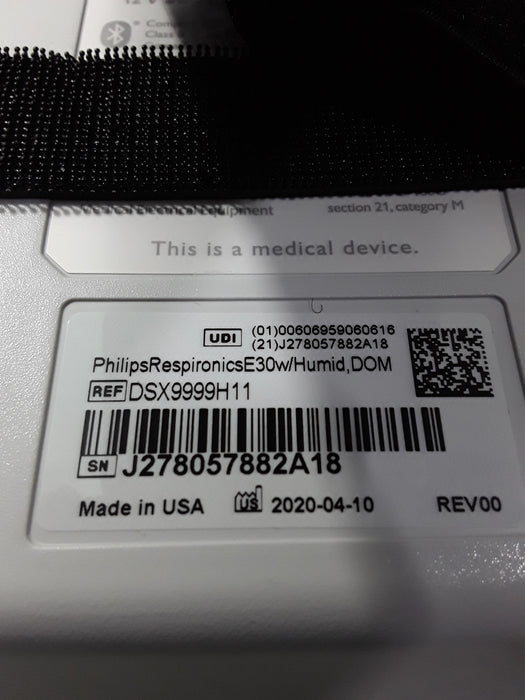 12 V
Class
section 21, category M
This is a medical device.
UDI (01)00606959060616
(21)J278057882A18
PhilipsRespironicsE30w/Humid,DOM
REF DSX9999H11
SN J278057882A18
Made in USA US 2020-04-10 REV00